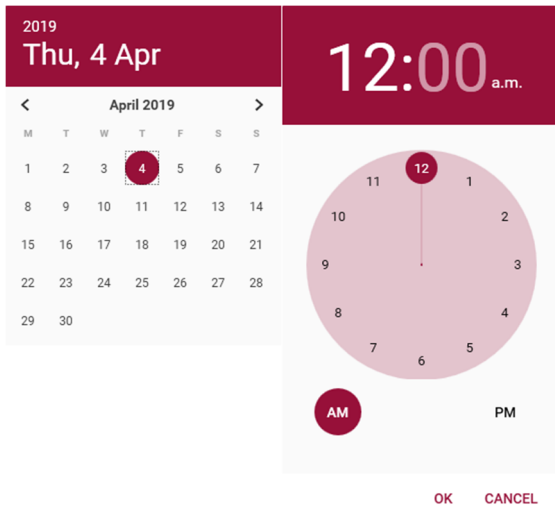 2019
Thu, 4 Apr
April 2019
M T W T F S S
1 2 3 4 5 6 7
8 9 10 11 12 13 14
15 16 17 18 19 20 21
22 23 24 25 26 27 28
29 30
12:00 a.m.
12
11 1
10 2
9 3
8 4
7 5
6
AM PM
OK CANCEL